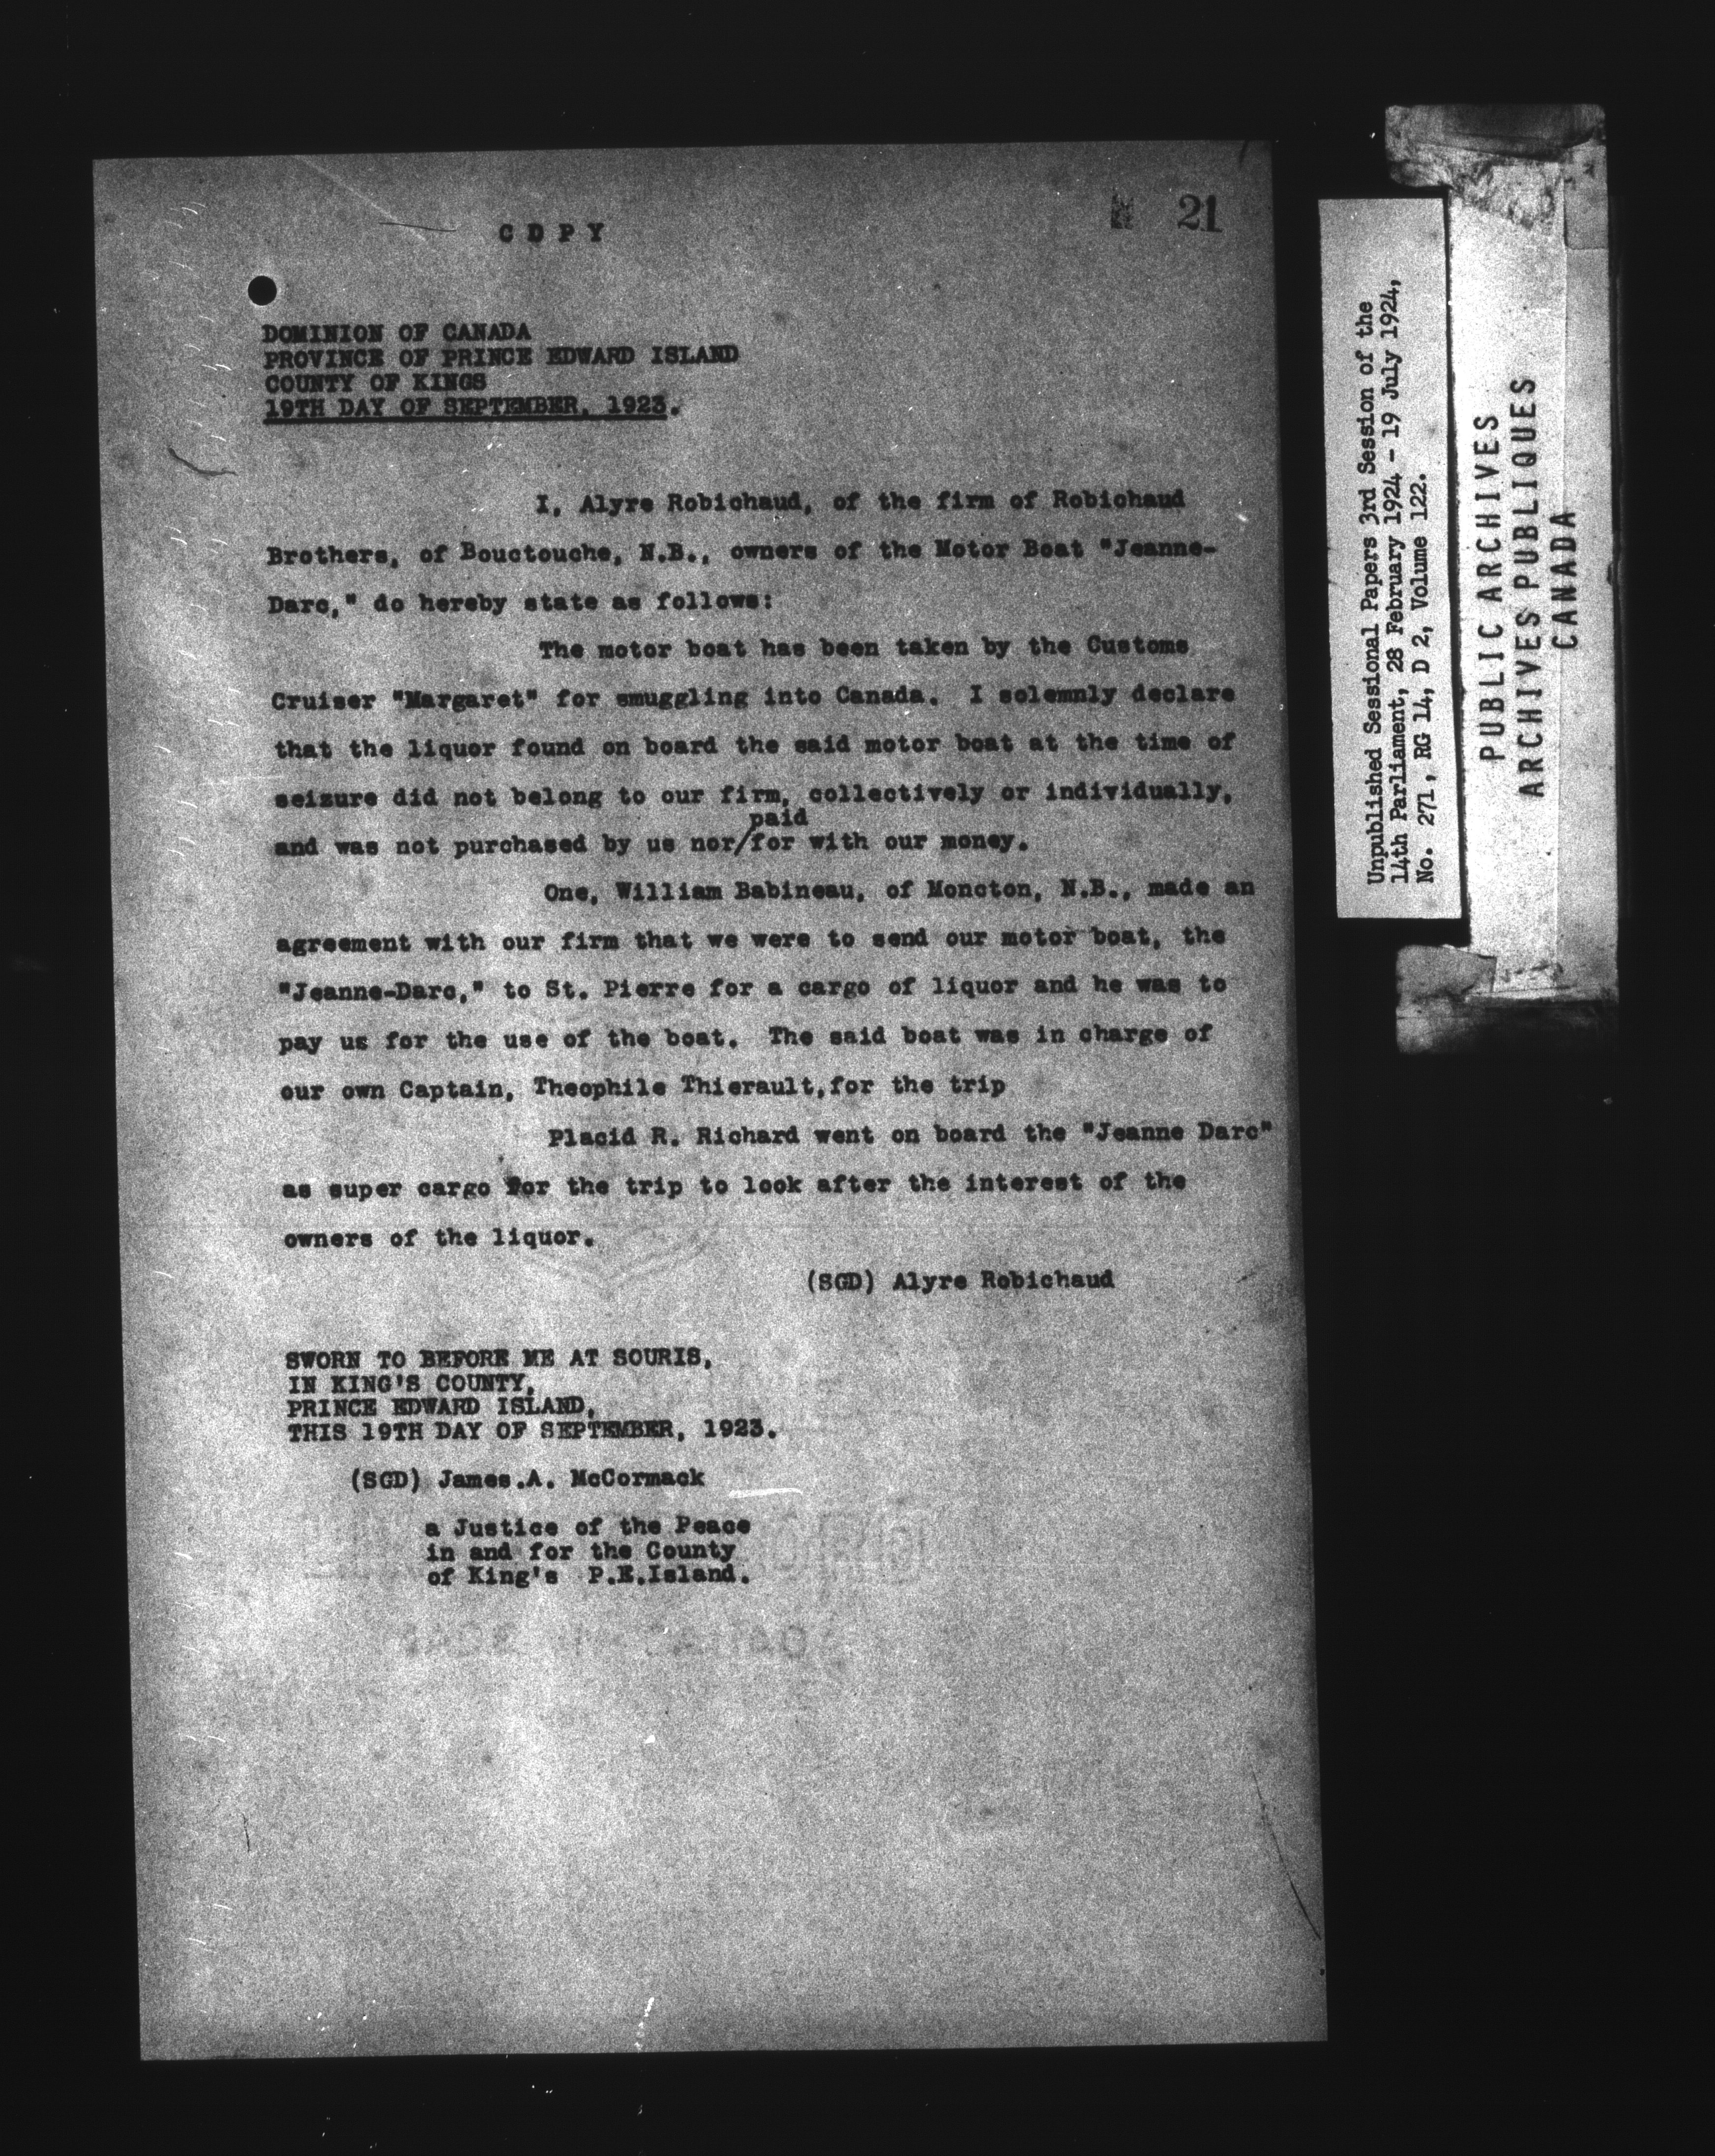 21
CDPY
DOMINION OF CANADA
PROVINCE OF PRINCE EDWARD ISLAND
COUNTY OF KINGS
19TH DAY OF SEPTEMBER, 1923.
I, Alyre Robichaud, of the firm of Robichaud
Brothers, of Bouctouche, N.B., owners of the Motor Boat "Jeanne-
Darc," do hereby state as follows:
The motor boat has been taken by the Customs
Cruiser "Margaret" for smuggling into Canada. I solemnly declare
that the liquor found on board the said motor boat at the time of
seizure did not belong to our firm, collectively or individually,
paid
and was not purchased by us nor/for with our money.
One, William Babineau, of Moncton, N.B., made an
agreement with our firm that we were to send our motor boat, the
"Jeanne-Darc," to St. Pierre for a cargo of liquor and he was to
pay us for the use of the boat. The said boat was in charge of
our own Captain, Theophile Thierault,for the trip
Placid R. Richard went on board the "Jeanne Darc"
as super cargo for the trip to look after the interest of the
owners of the liquor.
(SGD) Alyre Robichaud
SWORN TO BEFORE ME AT SOURIS,
IN KING'S COUNTY,
PRINCE EDWARD ISLAND,
THIS 19TH DAY OF SEPTEMBER, 1923.
(SGD) James.A. McCormack
a Justice of the Peace
in and for the County
of King's P.E.Island.
Unpublished Sessional Papers 3rd Session of the
14th Parliament, 28 February 1924 - 19 July 1924,
No. 271, RG 14, D 2, Volume 122.
PUBLIC ARCHIVES
ARCHIVES PUBLIQUES
CANADA